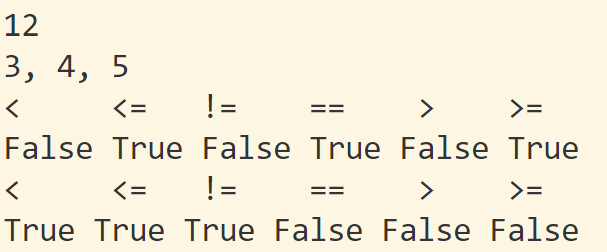 12
3, 4, 5
< <= != == > >=
False True False True False True
< <= != == > >=
True True True False False False